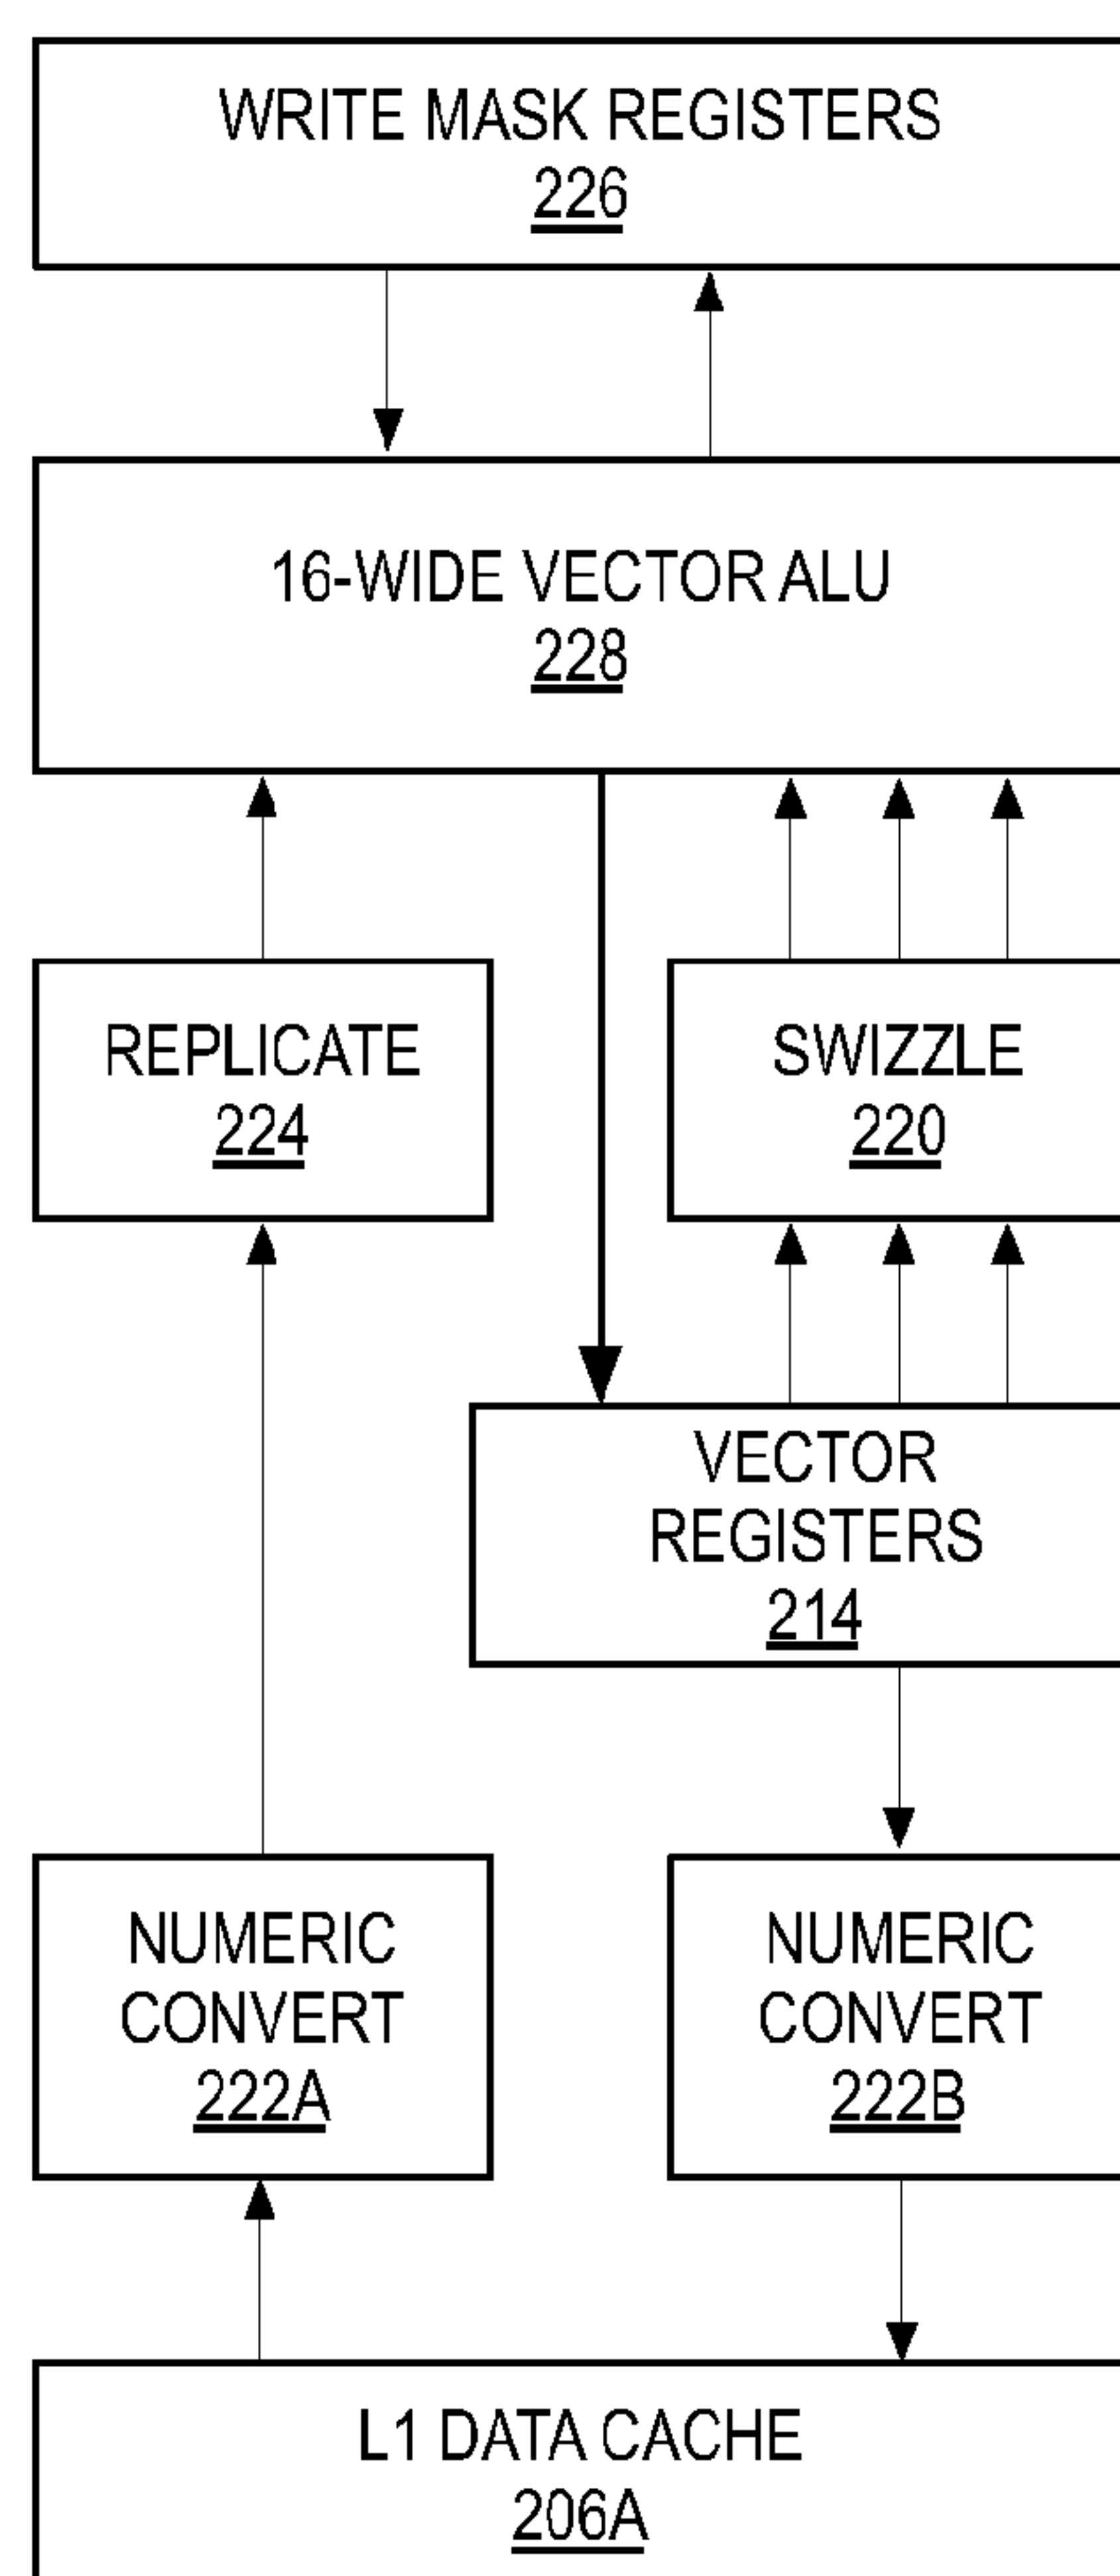 WRITE MASK REGISTERS
226
16-WIDE VECTOR ALU
228
REPLICATE
224
SWIZZLE
220
VECTOR
REGISTERS
214
NUMERIC
CONVERT
222A
NUMERIC
CONVERT
222B
L1 DATA CACHE
206A